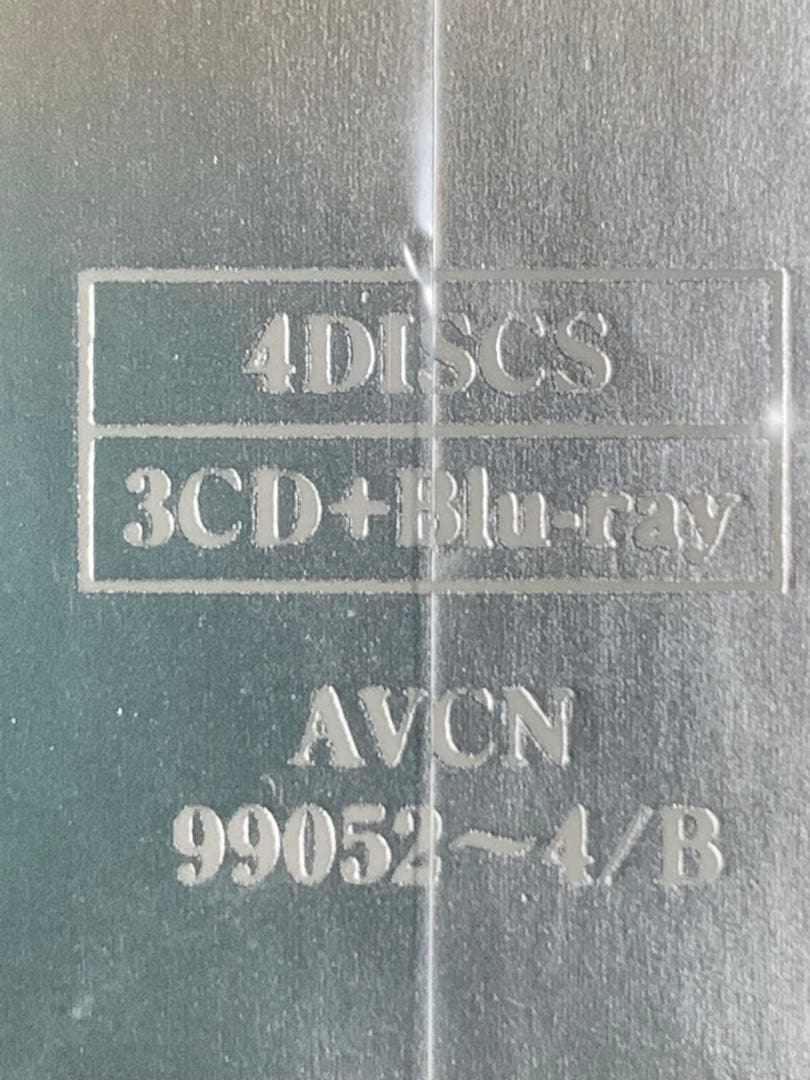 4DISCS
3CD+Blu-ray
AVCN
99052~4/B